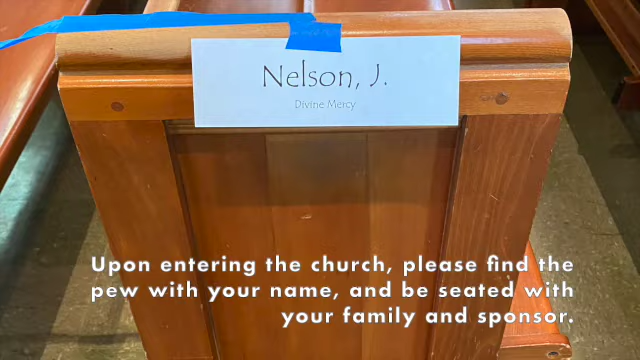 Nelson, J.
Divine Mercy
Upon entering the church, please find the
pew with your name, and be seated with
your family and sponsor.